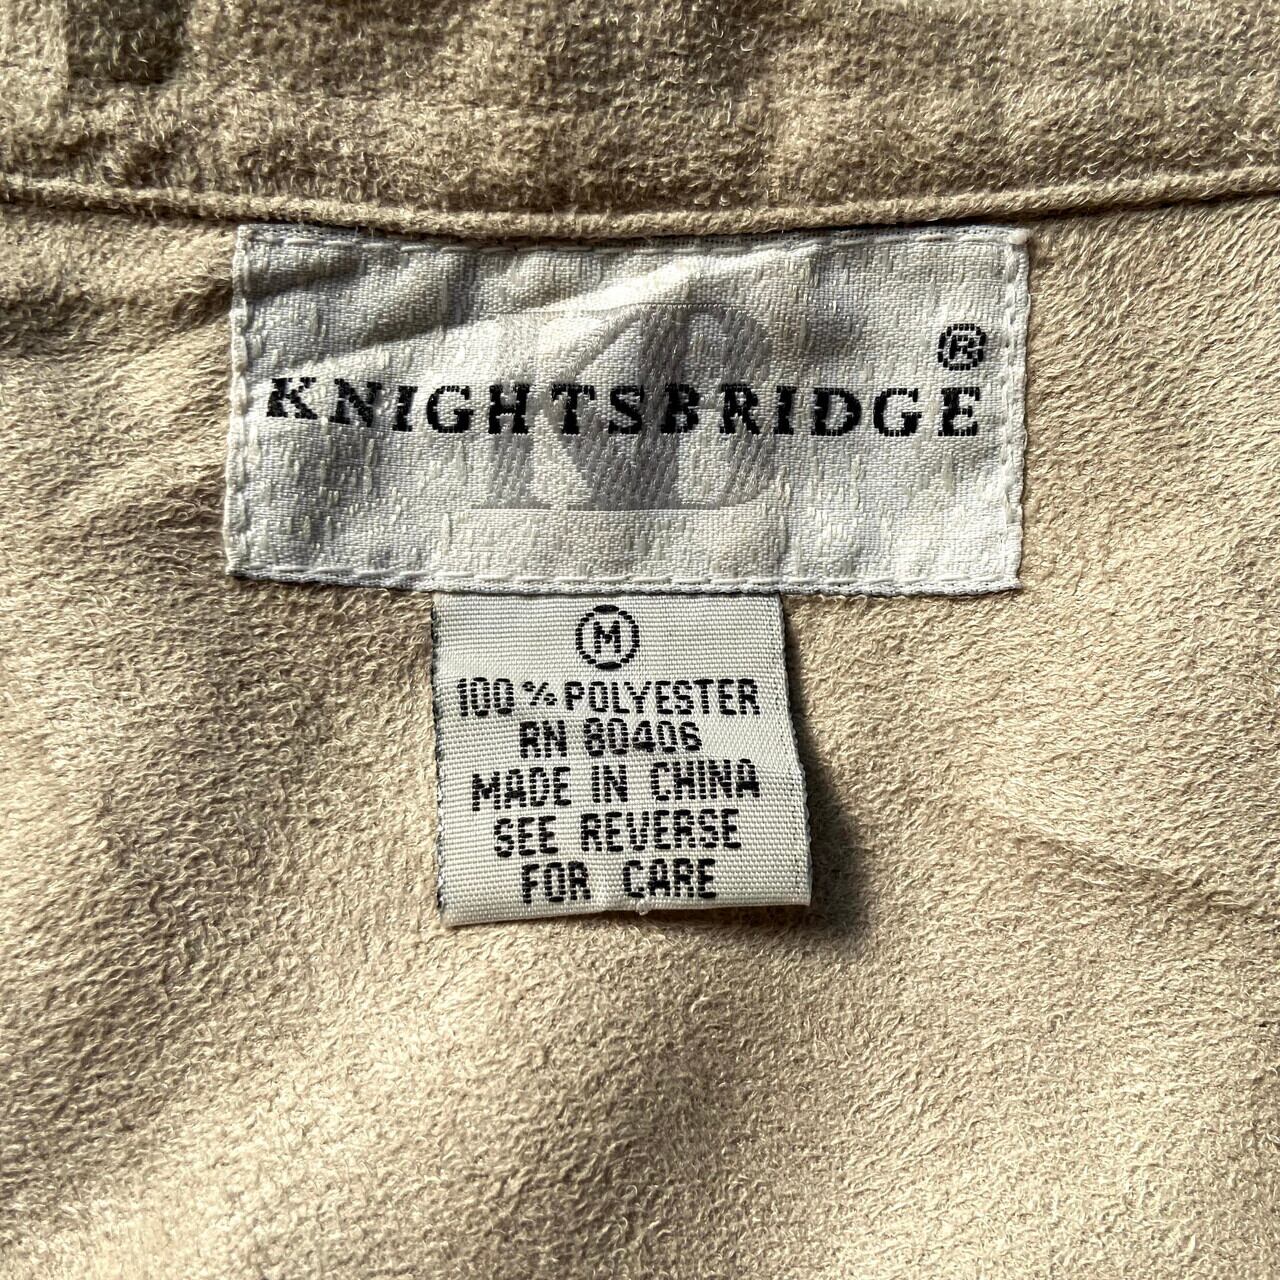 KNIGHTSBRIDGE®
M
100% POLYESTER
RN 80406
MADE IN CHINA
SEE REVERSE
FOR CARE